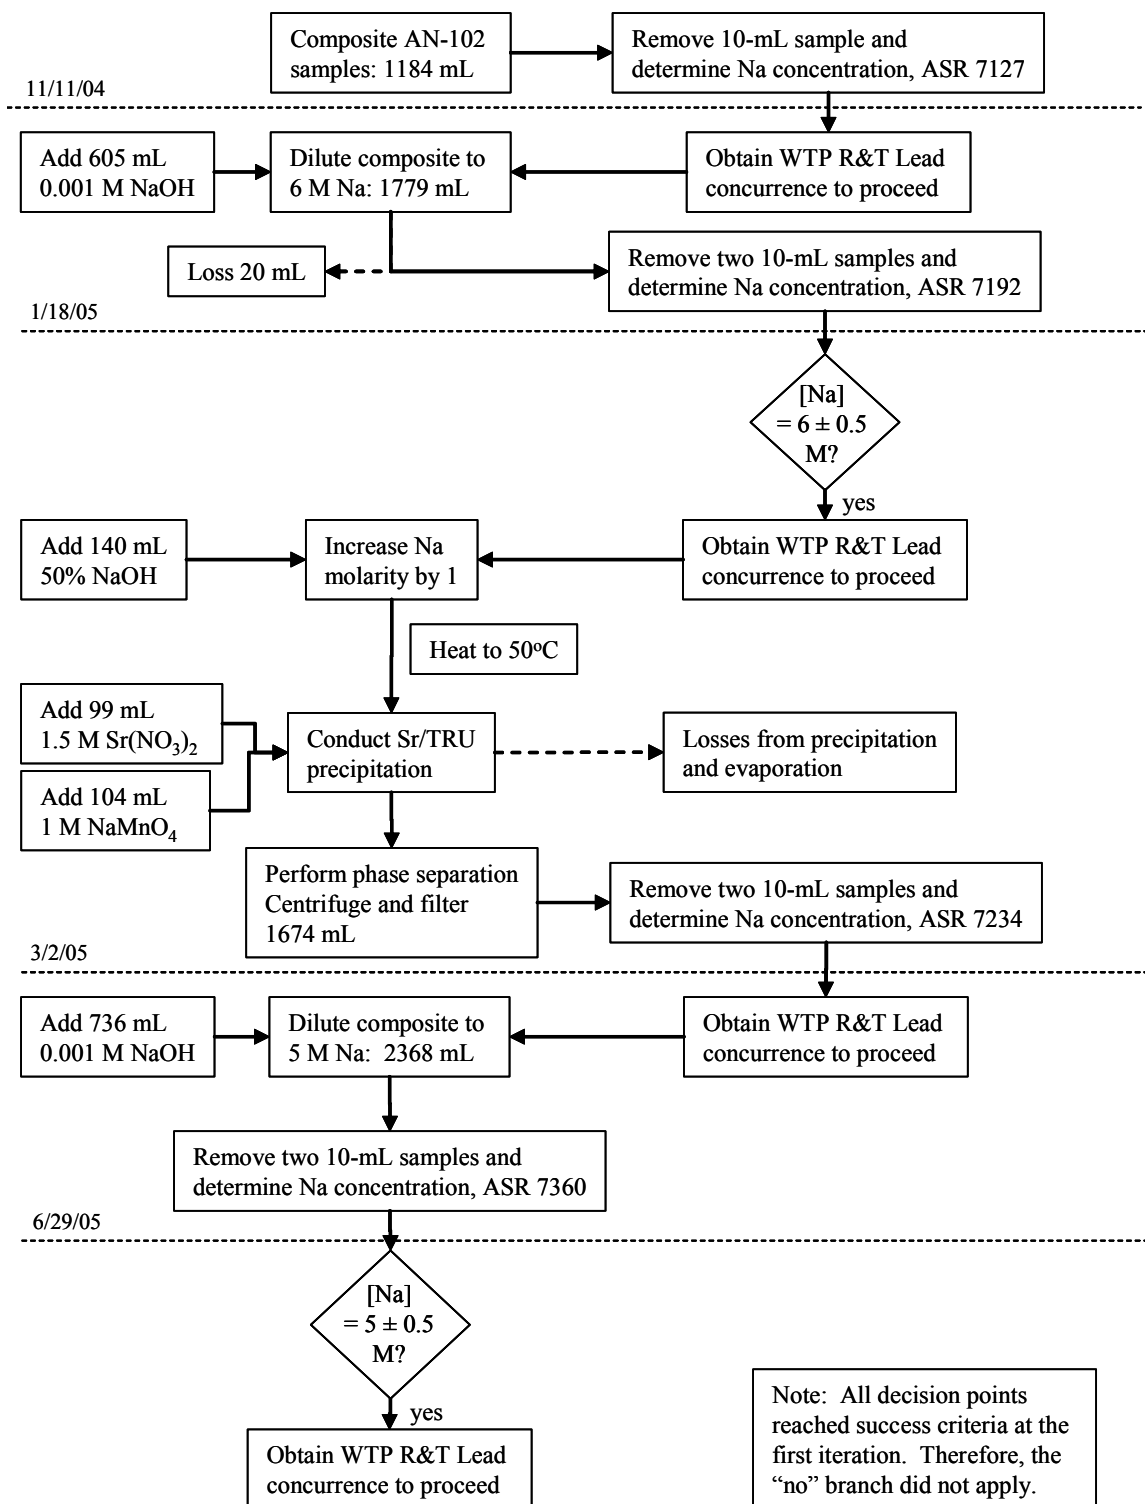 Composite AN-102
samples: 1184 mL
Remove 10-mL sample and
determine Na concentration, ASR 7127
11/11/04
Add 605 mL
0.001 M NaOH
Dilute composite to
6 M Na: 1779 mL
Obtain WTP R&T Lead
concurrence to proceed
Loss 20 mL
Remove two 10-mL samples and
determine Na concentration, ASR 7192
1/18/05
[Na]
= 6 ± 0.5
M?
yes
Add 140 mL
50% NaOH
Increase Na
molarity by 1
Obtain WTP R&T Lead
concurrence to proceed
Heat to 50°C
Add 99 mL
1.5 M Sr(NO₃)₂
Conduct Sr/TRU
precipitation
Losses from precipitation
and evaporation
Add 104 mL
1 M NaMnO₄
Perform phase separation
Centrifuge and filter
1674 mL
Remove two 10-mL samples and
determine Na concentration, ASR 7234
3/2/05
Add 736 mL
0.001 M NaOH
Dilute composite to
5 M Na:  2368 mL
Obtain WTP R&T Lead
concurrence to proceed
Remove two 10-mL samples and
determine Na concentration, ASR 7360
6/29/05
[Na]
= 5 ± 0.5
M?
yes
Obtain WTP R&T Lead
concurrence to proceed
Note:  All decision points
reached success criteria at the
first iteration.  Therefore, the
“no” branch did not apply.